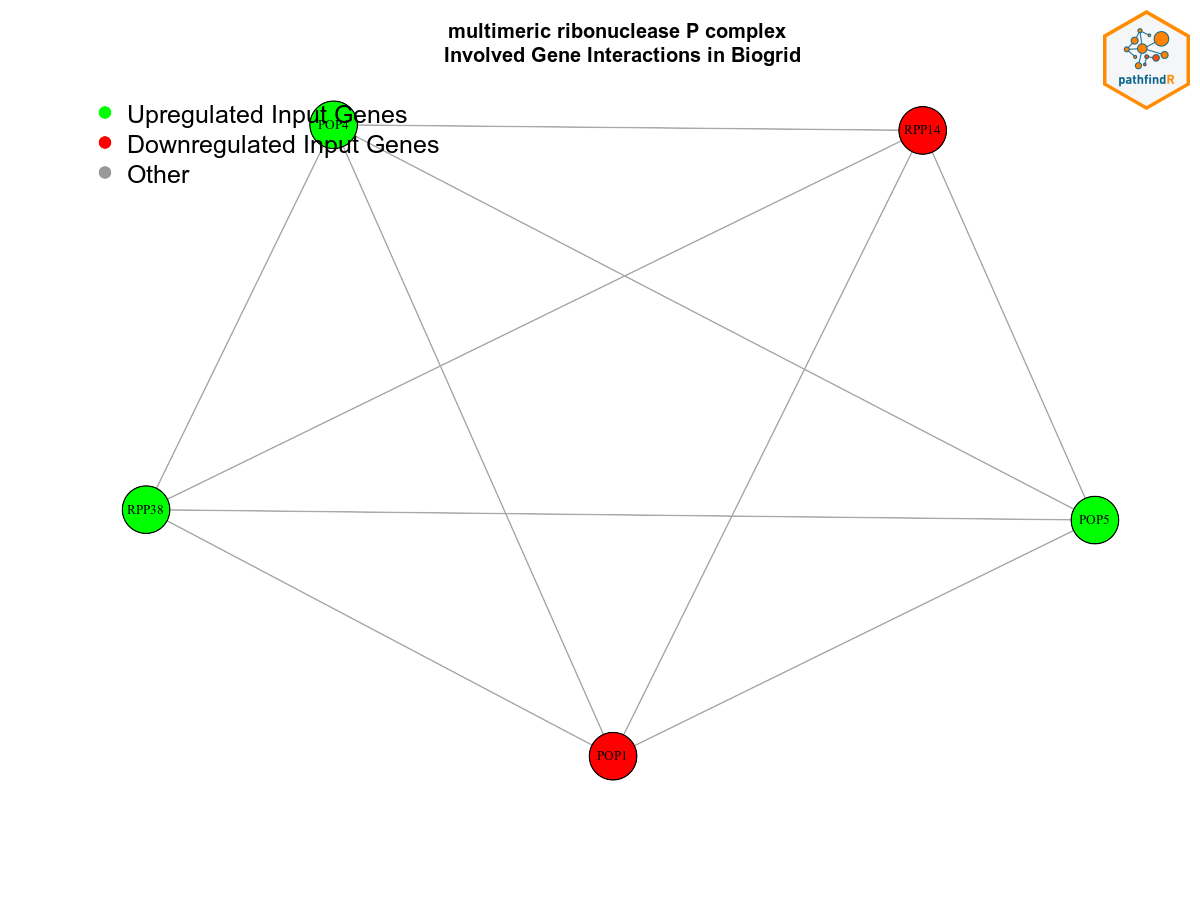 multimeric ribonuclease P complex
Involved Gene Interactions in Biogrid
pathfindR
Upregulated Input Genes
Downregulated Input Genes
Other
POP4
RPP14
RPP38
POP5
POP1